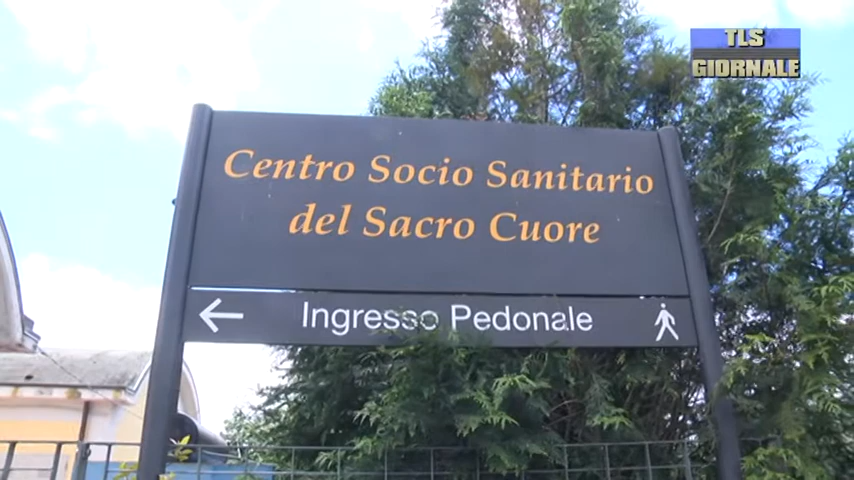 TLS
GIORNALE
Centro Socio Sanitario
del Sacro Cuore
Ingresso Pedonale